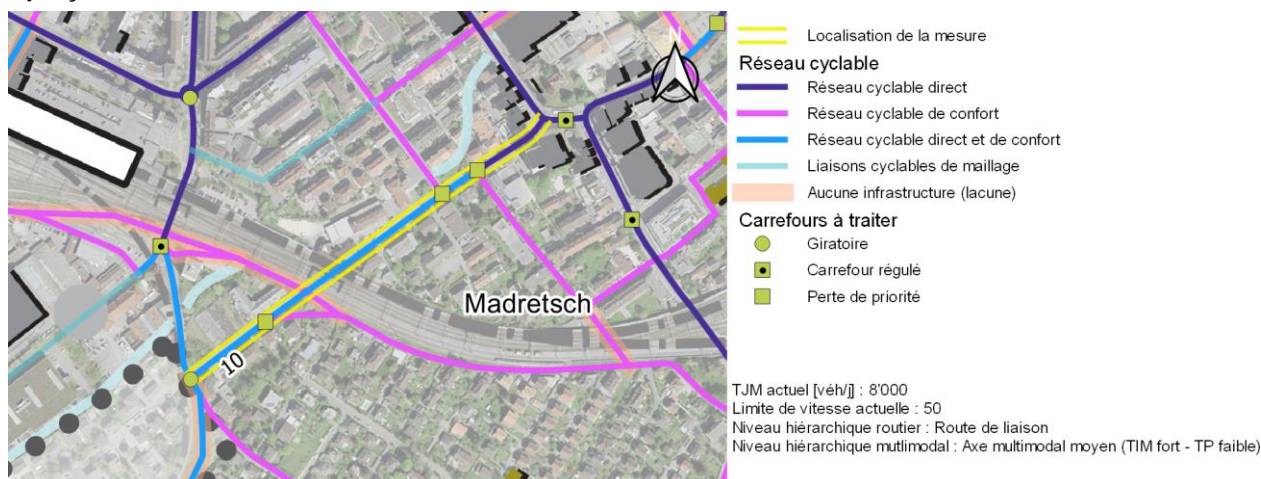 N
Madretsch
10
Localisation de la mesure
Réseau cyclable
Réseau cyclable direct
Réseau cyclable de confort
Réseau cyclable direct et de confort
Liaisons cyclables de maillage
Aucune infrastructure (lacune)
Carrefours à traiter
Giratoire
Carrefour régulé
Perte de priorité
TJM actuel [véh/j] : 8'000
Limite de vitesse actuelle : 50
Niveau hiérarchique routier : Route de liaison
Niveau hiérarchique mutlimodal : Axe multimodal moyen (TIM fort - TP faible)